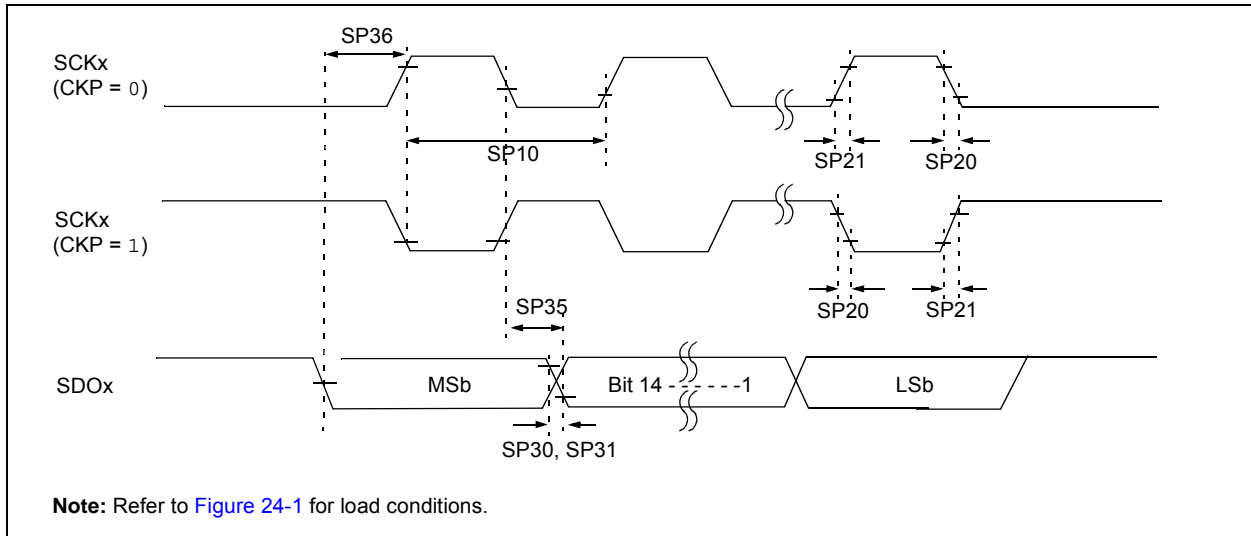 SP36
SCKx
(CKP = 0)
SP10
SP21
SP20
SCKx
(CKP = 1)
SP35
SP20
SP21
SDOx
MSb
Bit 14 - - - - - -1
LSb
SP30, SP31
Note: Refer to Figure 24-1 for load conditions.